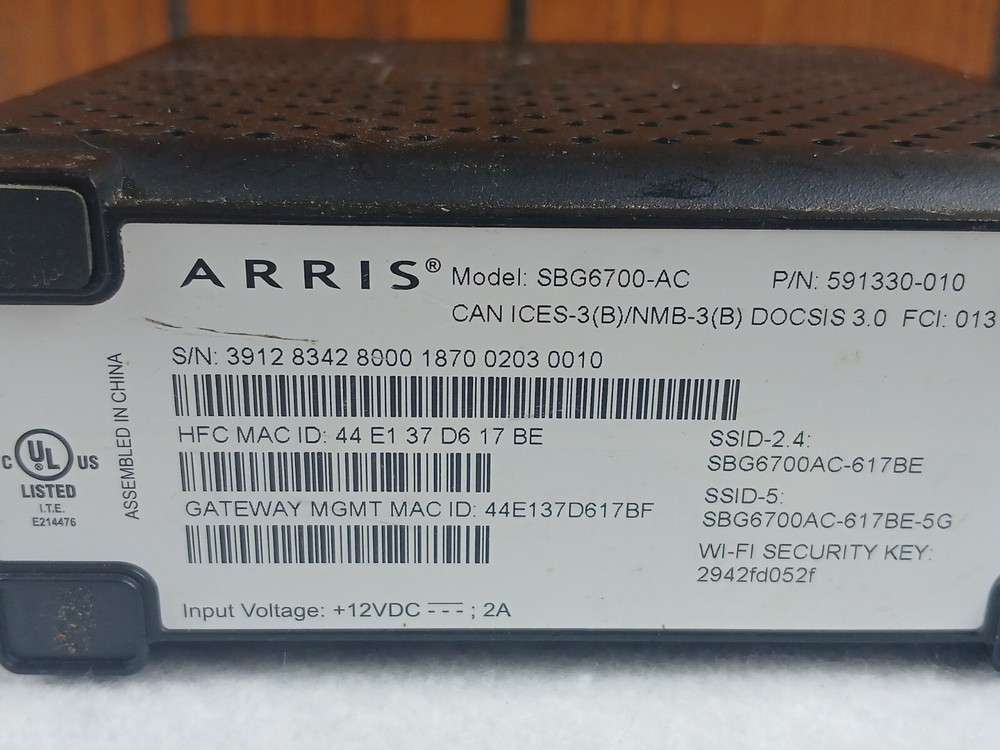 ARRIS® Model: SBG6700-AC P/N: 591330-010
CAN ICES-3(B)/NMB-3(B) DOCSIS 3.0 FCI: 013
S/N: 3912 8342 8000 1870 0203 0010
HFC MAC ID: 44 E1 37 D6 17 BE
GATEWAY MGMT MAC ID: 44E137D617BF
Input Voltage: +12VDC ; 2A
SSID-2.4:
SBG6700AC-617BE
SSID-5:
SBG6700AC-617BE-5G
WI-FI SECURITY KEY:
2942fd052f
ASSEMBLED IN CHINA
C UL ® US
LISTED
I.T.E.
E214476